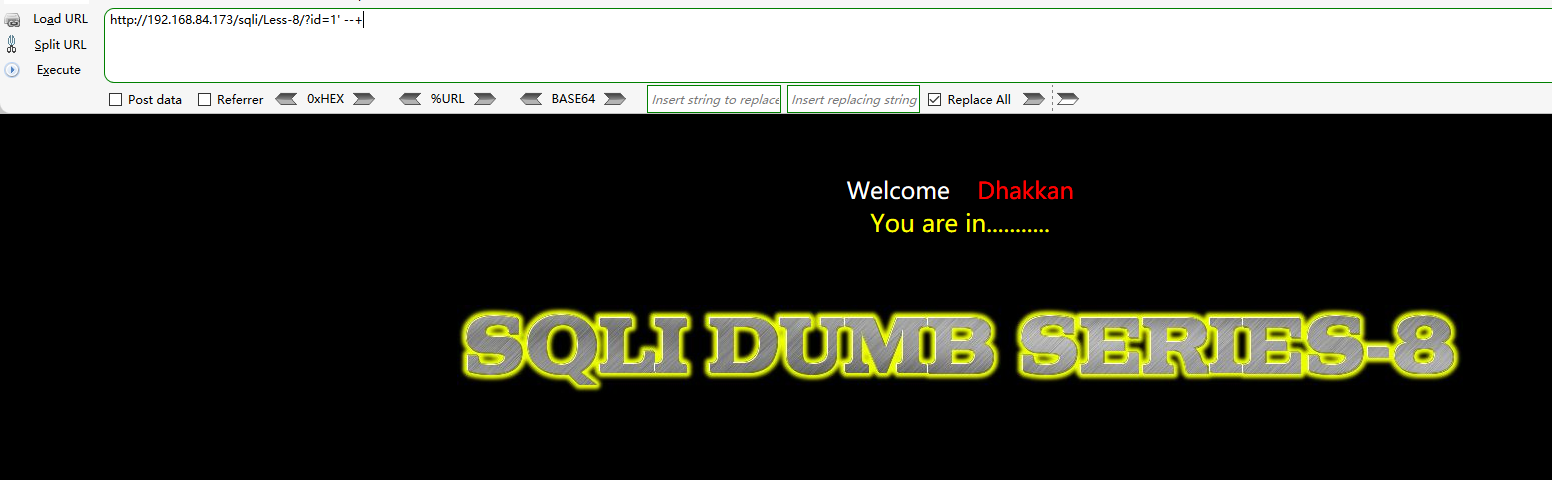 Load URL
http://192.168.84.173/sqli/Less-8/?id=1' --+
Split URL
Execute
Post data Referrer 0xHEX %URL BASE64 Insert string to replace Insert replacing string Replace All
Welcome Dhakkan
You are in...........
SQLI DUMB SERIES-8